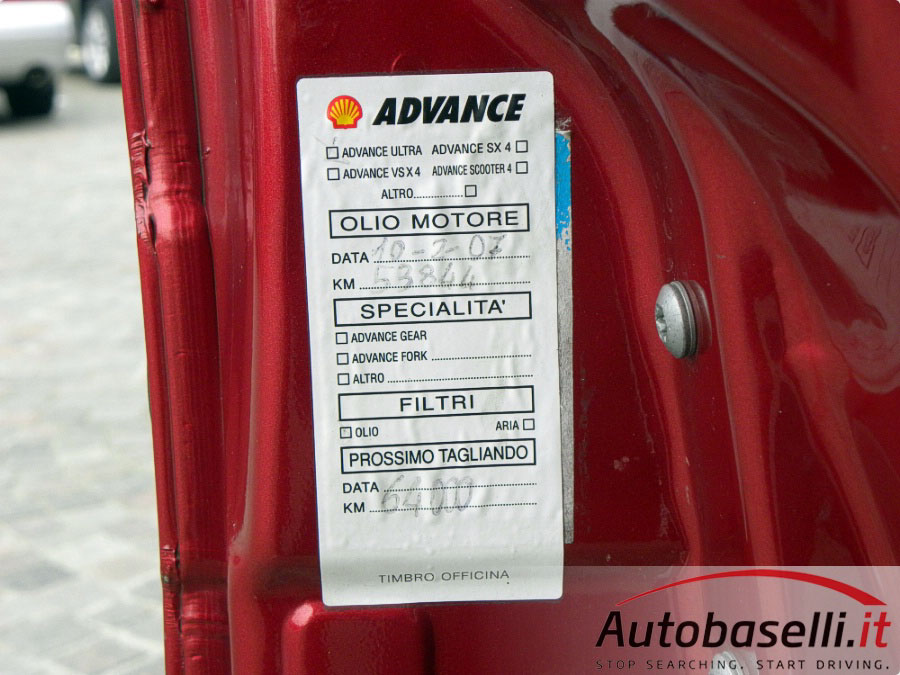 ADVANCE
ADVANCE ULTRA ADVANCE SX 4
ADVANCE VSX4 ADVANCE SCOOTER 4
ALTRO
OLIO MOTORE
DATA 10-2-07
KM 53844
SPECIALITA'
ADVANCE GEAR
ADVANCE FORK
ALTRO
FILTRI
OLIO ARIA
PROSSIMO TAGLIANDO
DATA
KM 64000
TIMBRO OFFICINA
Autobaselli.it
STOP SEARCHING. START DRIVING.